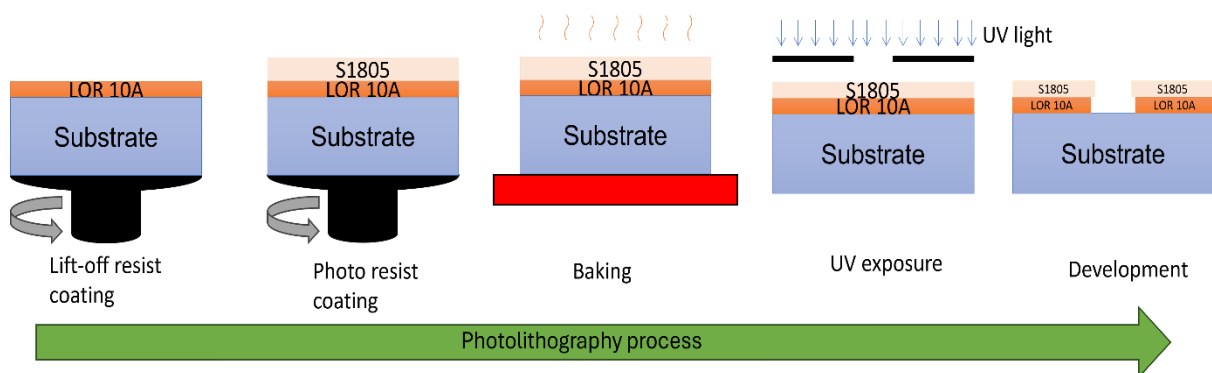 LOR 10A
Substrate
Lift-off resist
coating
S1805
LOR 10A
Substrate
Photo resist
coating
S1805
LOR 10A
Substrate
Baking
UV light
S1805
LOR 10A
Substrate
UV exposure
S1805
S1805
LOR 10A
LOR 10A
Substrate
Development
Photolithography process